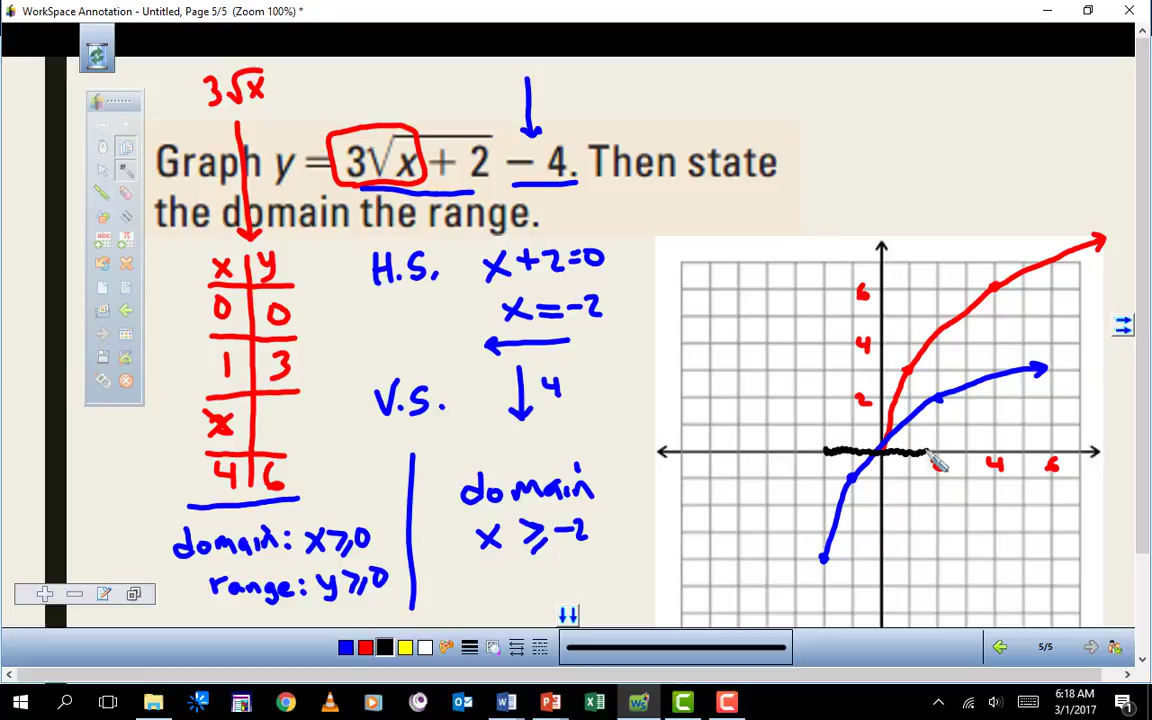 WorkSpace Annotation - Untitled, Page 5/5 (Zoom 100%) *
3√x
Graph y = 3√x + 2 − 4. Then state
the domain the range.
x y
0 0
1 3
x
4 6
H.S. x+2=0
x=-2
V.S. 4
domain: x≥0
range: y≥0
domain
x ≥ -2
6
4
2
4 6
5/5
6:18 AM
3/1/2017